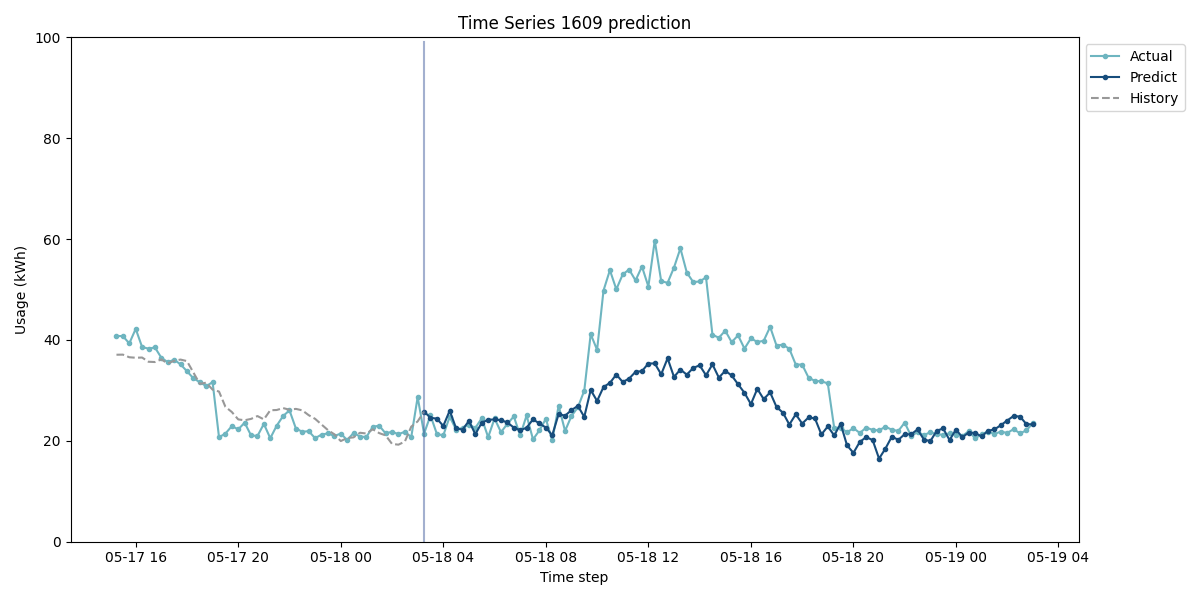 Time Series 1609 prediction
100
80
60
40
20
0
Usage (kWh)
05-17 16
05-17 20
05-18 00
05-18 04
05-18 08
05-18 12
05-18 16
05-18 20
05-19 00
05-19 04
Time step
Actual
Predict
History